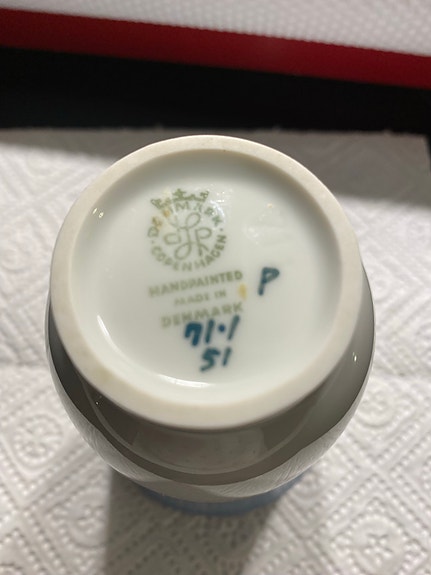 DENMARK
COPENHAGEN
HANDPAINTED
MADE IN
DENMARK
P
71·1
51